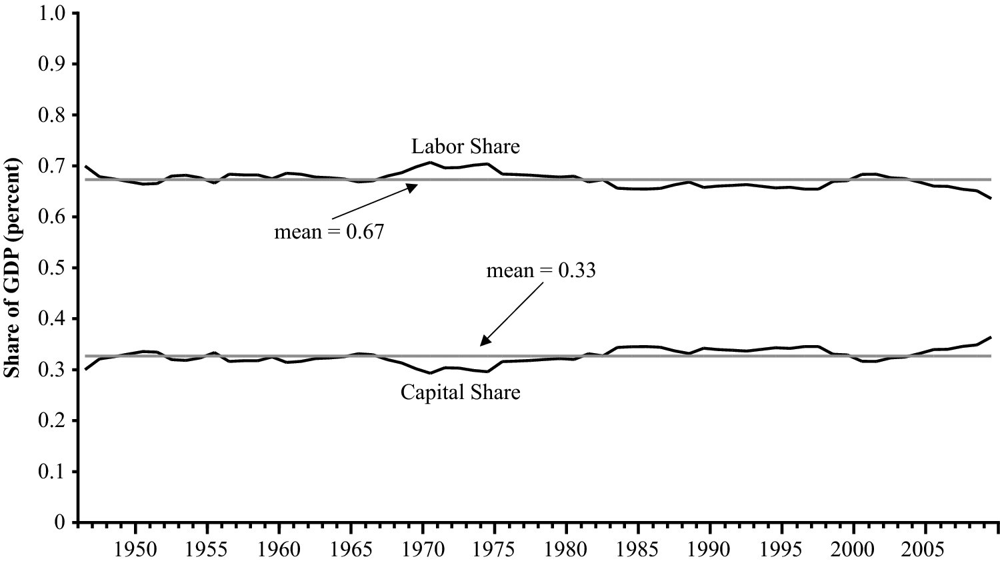 Share of GDP (percent)
1.0
0.9
0.8
0.7
0.6
0.5
0.4
0.3
0.2
0.1
0
Labor Share
mean = 0.67
mean = 0.33
Capital Share
1950 1955 1960 1965 1970 1975 1980 1985 1990 1995 2000 2005